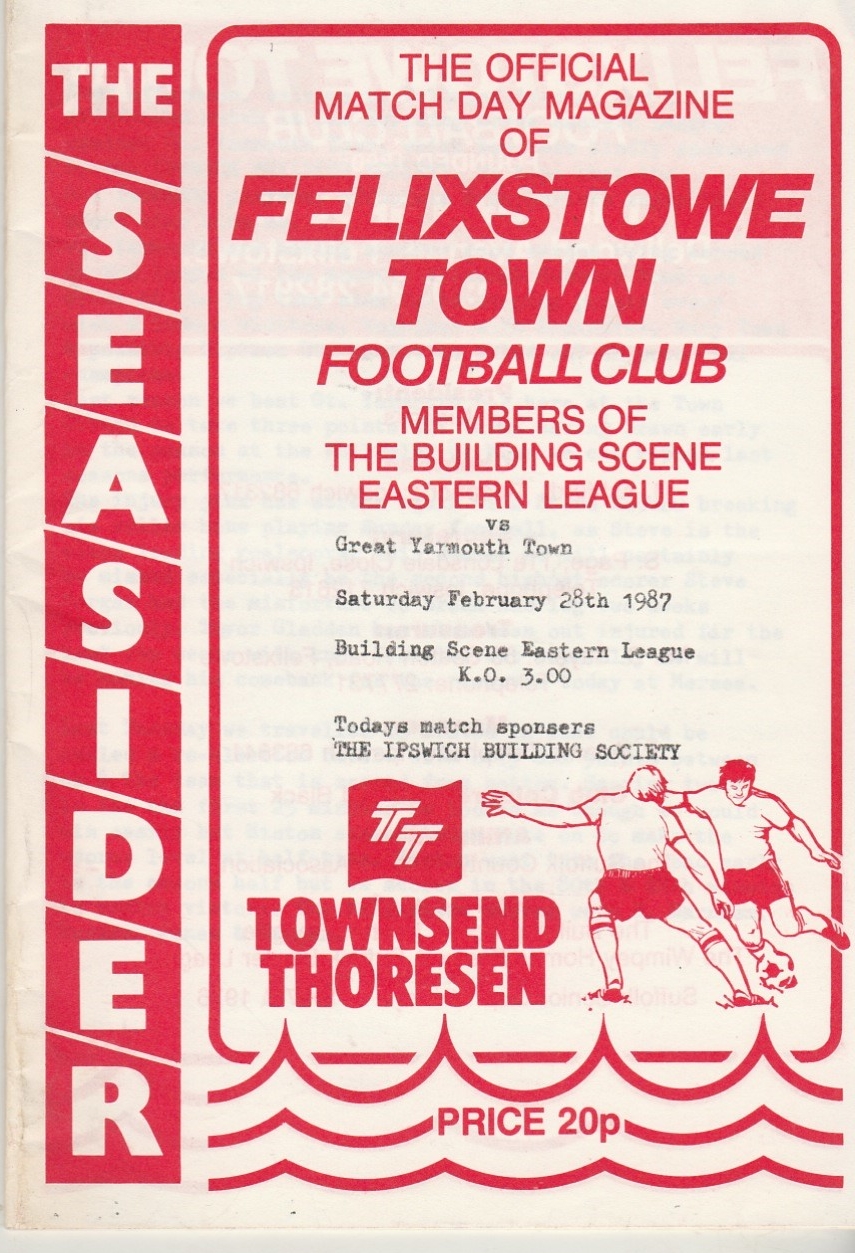 THE SEASIDER
THE OFFICIAL
MATCH DAY MAGAZINE
OF
FELIXSTOWE
TOWN
FOOTBALL CLUB
MEMBERS OF
THE BUILDING SCENE
EASTERN LEAGUE
vs
Great Yarmouth Town
Saturday February 28th 1987
Building Scene Eastern League
K.O. 3.00
Todays match sponsers
THE IPSWICH BUILDING SOCIETY
TT
TOWNSEND
THORESEN
PRICE 20p